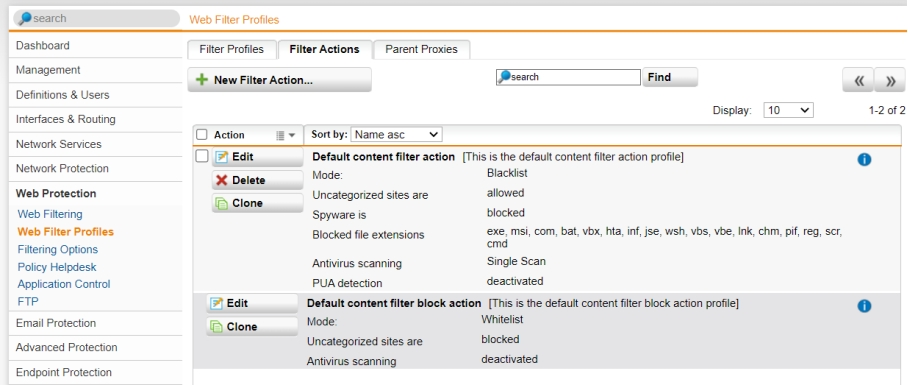 search
Web Filter Profiles
Dashboard
Management
Definitions & Users
Interfaces & Routing
Network Services
Network Protection
Web Protection
Web Filtering
Web Filter Profiles
Filtering Options
Policy Helpdesk
Application Control
FTP
Email Protection
Advanced Protection
Endpoint Protection
Filter Profiles Filter Actions Parent Proxies
New Filter Action... search Find « »
Display: 10 1-2 of 2
Action Sort by: Name asc
Edit Default content filter action [This is the default content filter action profile]
Mode: Blacklist
Delete
Uncategorized sites are allowed
Clone
Spyware is blocked
Blocked file extensions exe, msi, com, bat, vbx, hta, inf, jse, wsh, vbs, vbe, lnk, chm, pif, reg, scr,
cmd
Antivirus scanning Single Scan
PUA detection deactivated
Edit Default content filter block action [This is the default content filter block action profile]
Mode: Whitelist
Clone
Uncategorized sites are blocked
Antivirus scanning deactivated